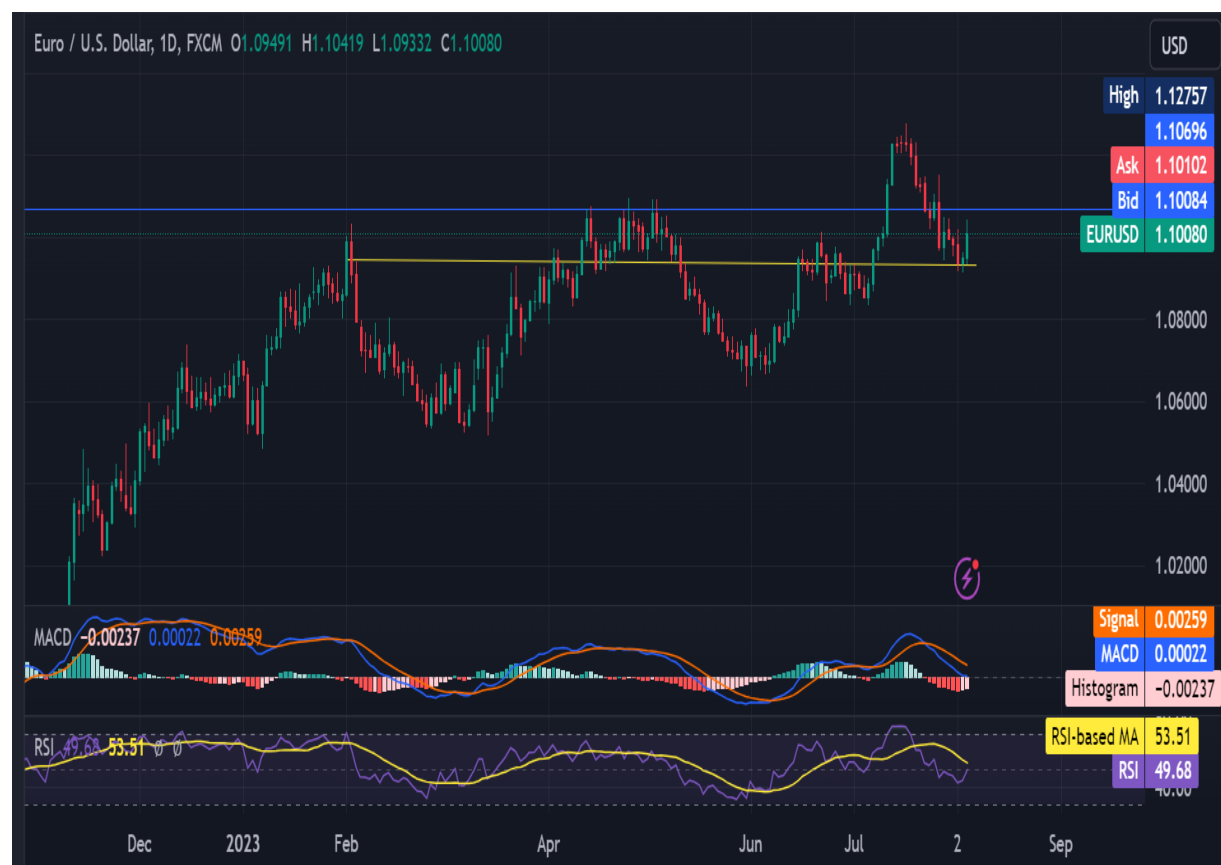 Euro / U.S. Dollar, 1D, FXCM O1.09491 H1.10419 L1.09332 C1.10080
USD
High 1.12757
1.10696
Ask 1.10102
Bid 1.10084
EURUSD 1.10080
1.08000
1.06000
1.04000
1.02000
MACD −0.00237 0.00022 0.00259
Signal 0.00259
MACD 0.00022
Histogram −0.00237
RSI 49.68 53.51 Ø Ø
RSI-based MA 53.51
RSI 49.68
40.00
Dec 2023 Feb Apr Jun Jul 2 Sep